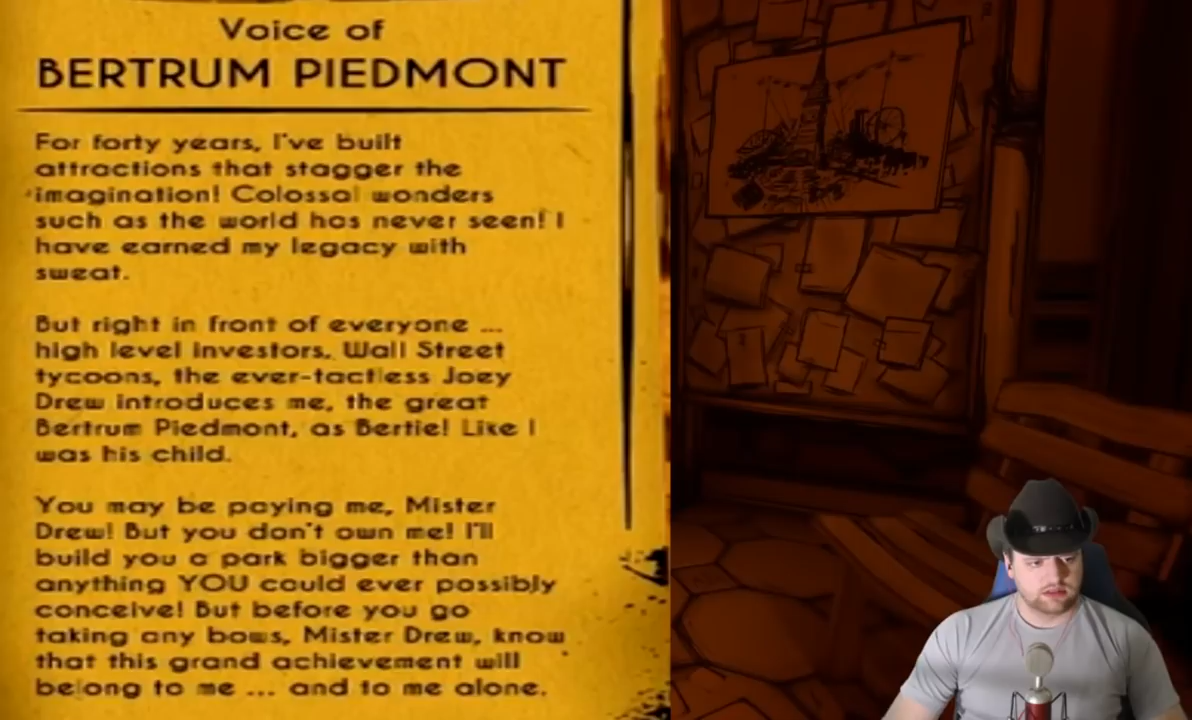 Voice of
BERTRUM PIEDMONT
For forty years, I've built
attractions that stagger the
imagination! Colossal wonders
such as the world has never seen! I
have earned my legacy with
sweat.
But right in front of everyone ...
high level investors, Wall Street
tycoons, the ever-tactless Joey
Drew introduces me, the great
Bertrum Piedmont, as Bertie! Like I
was his child.
You may be paying me, Mister
Drew! But you don't own me! I'll
build you a park bigger than
anything YOU could ever possibly
conceive! But before you go
taking any bows, Mister Drew, know
that this grand achievement will
belong to me ... and to me alone.